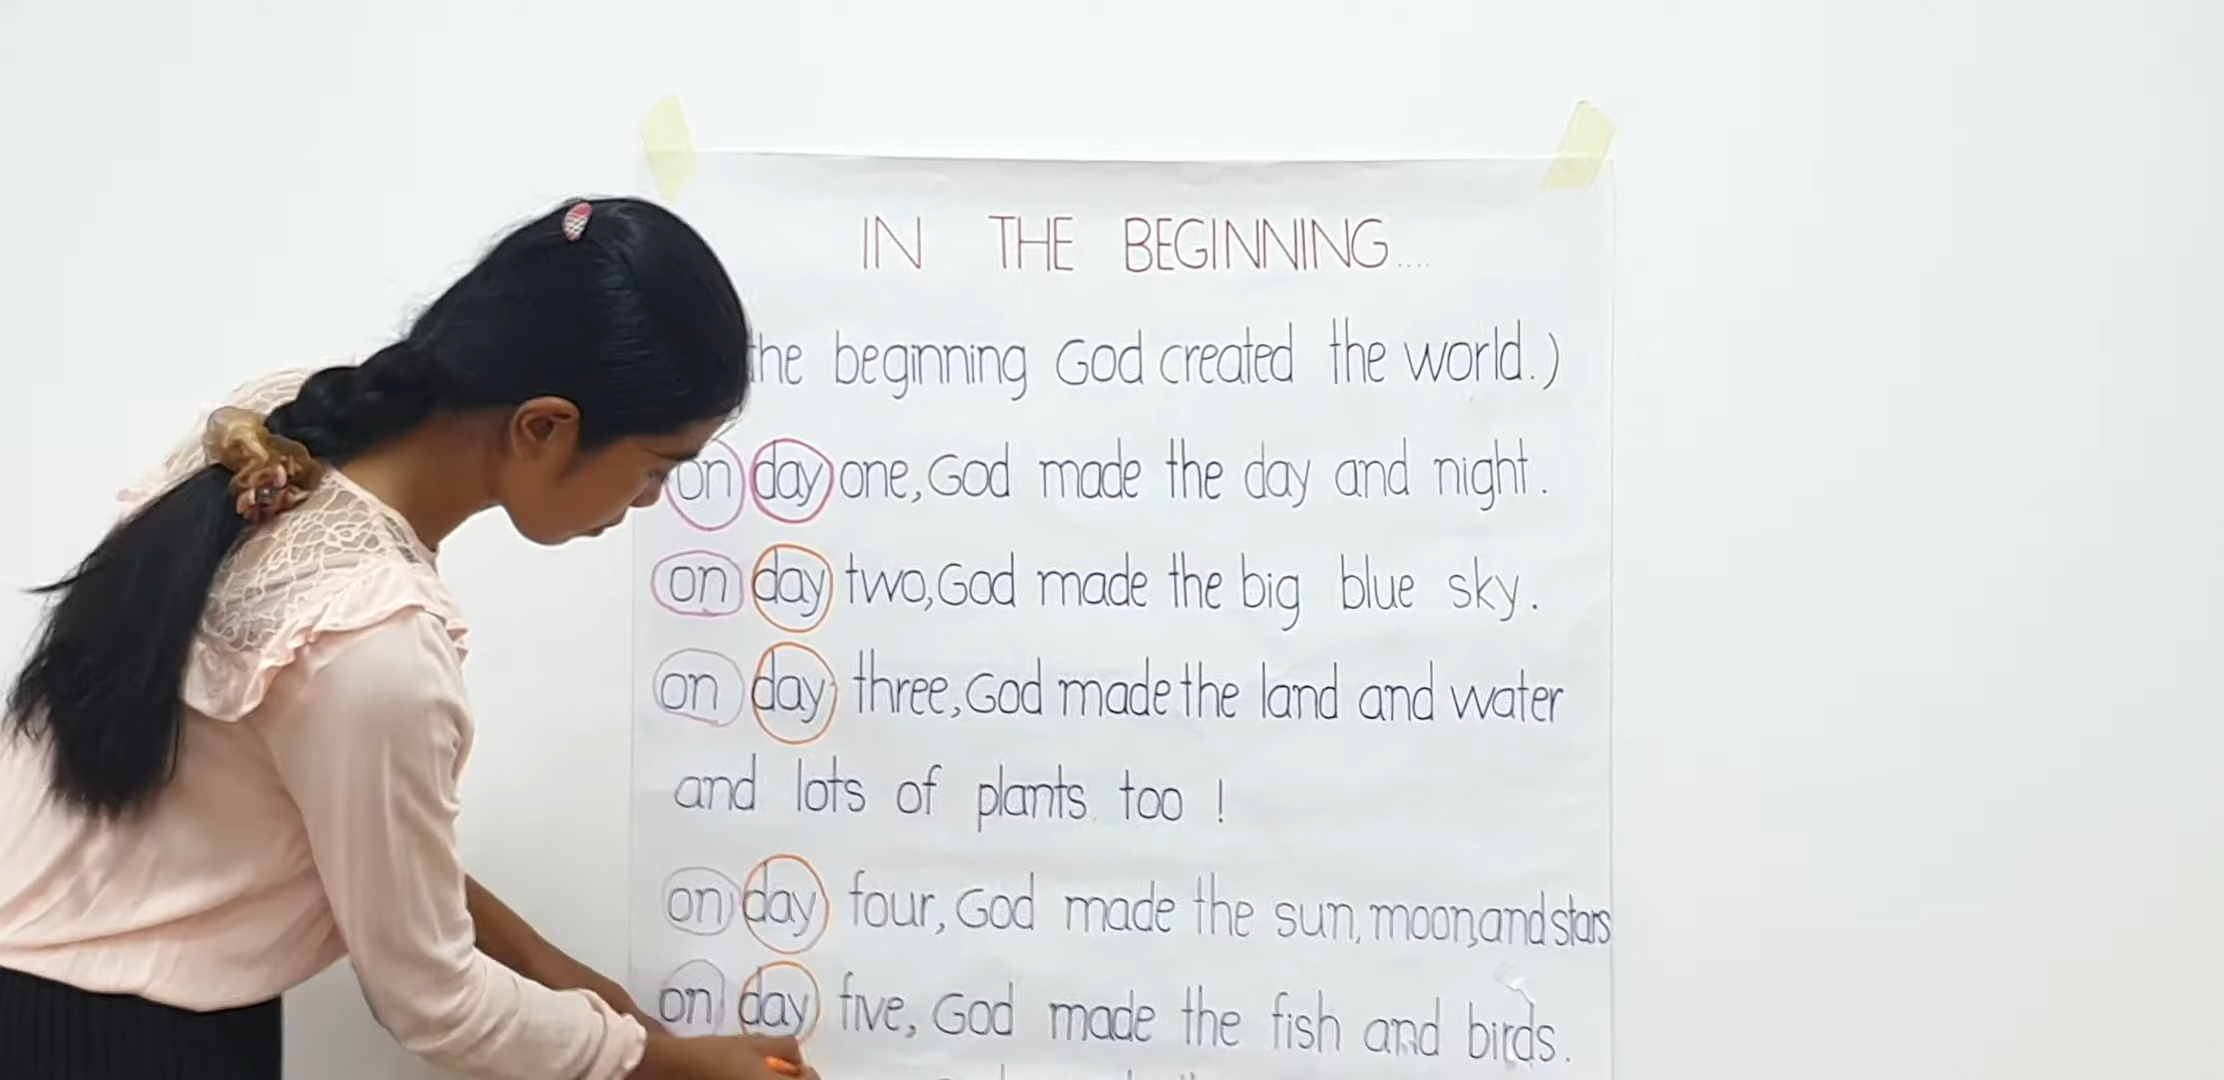 IN THE BEGINNING....
the beginning God created the world.)
on day one, God made the day and night.
on day two, God made the big blue sky.
on day three, God made the land and water
and lots of plants too !
on day four, God made the sun, moon, and stars
on day five, God made the fish and birds.